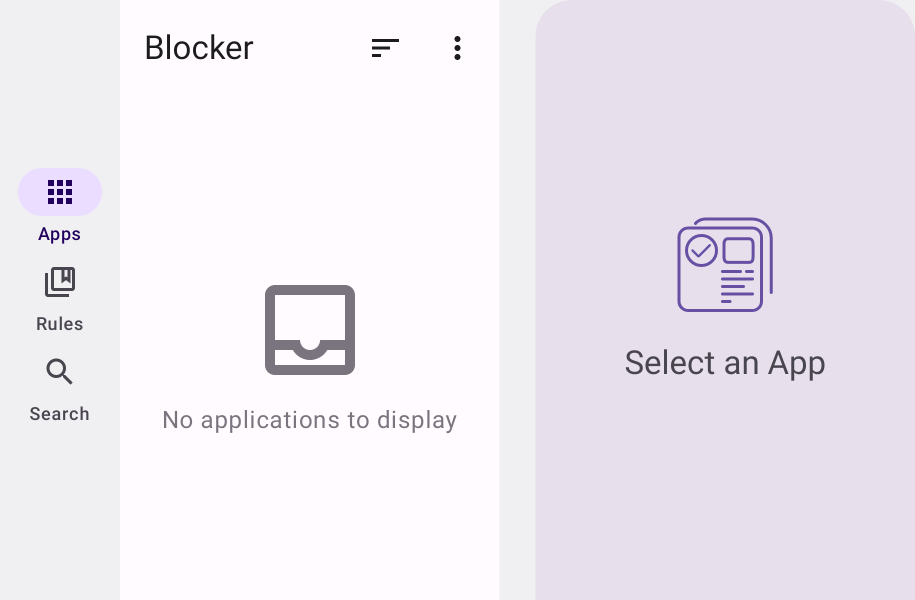 Blocker
Apps
Rules
Search
No applications to display
Select an App